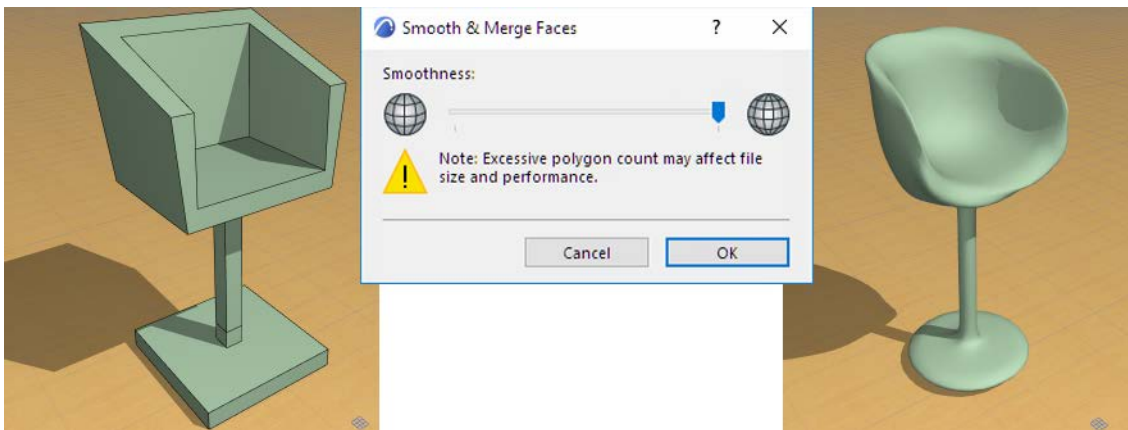 Smooth & Merge Faces
Smoothness:
Note: Excessive polygon count may affect file
size and performance.
Cancel
OK